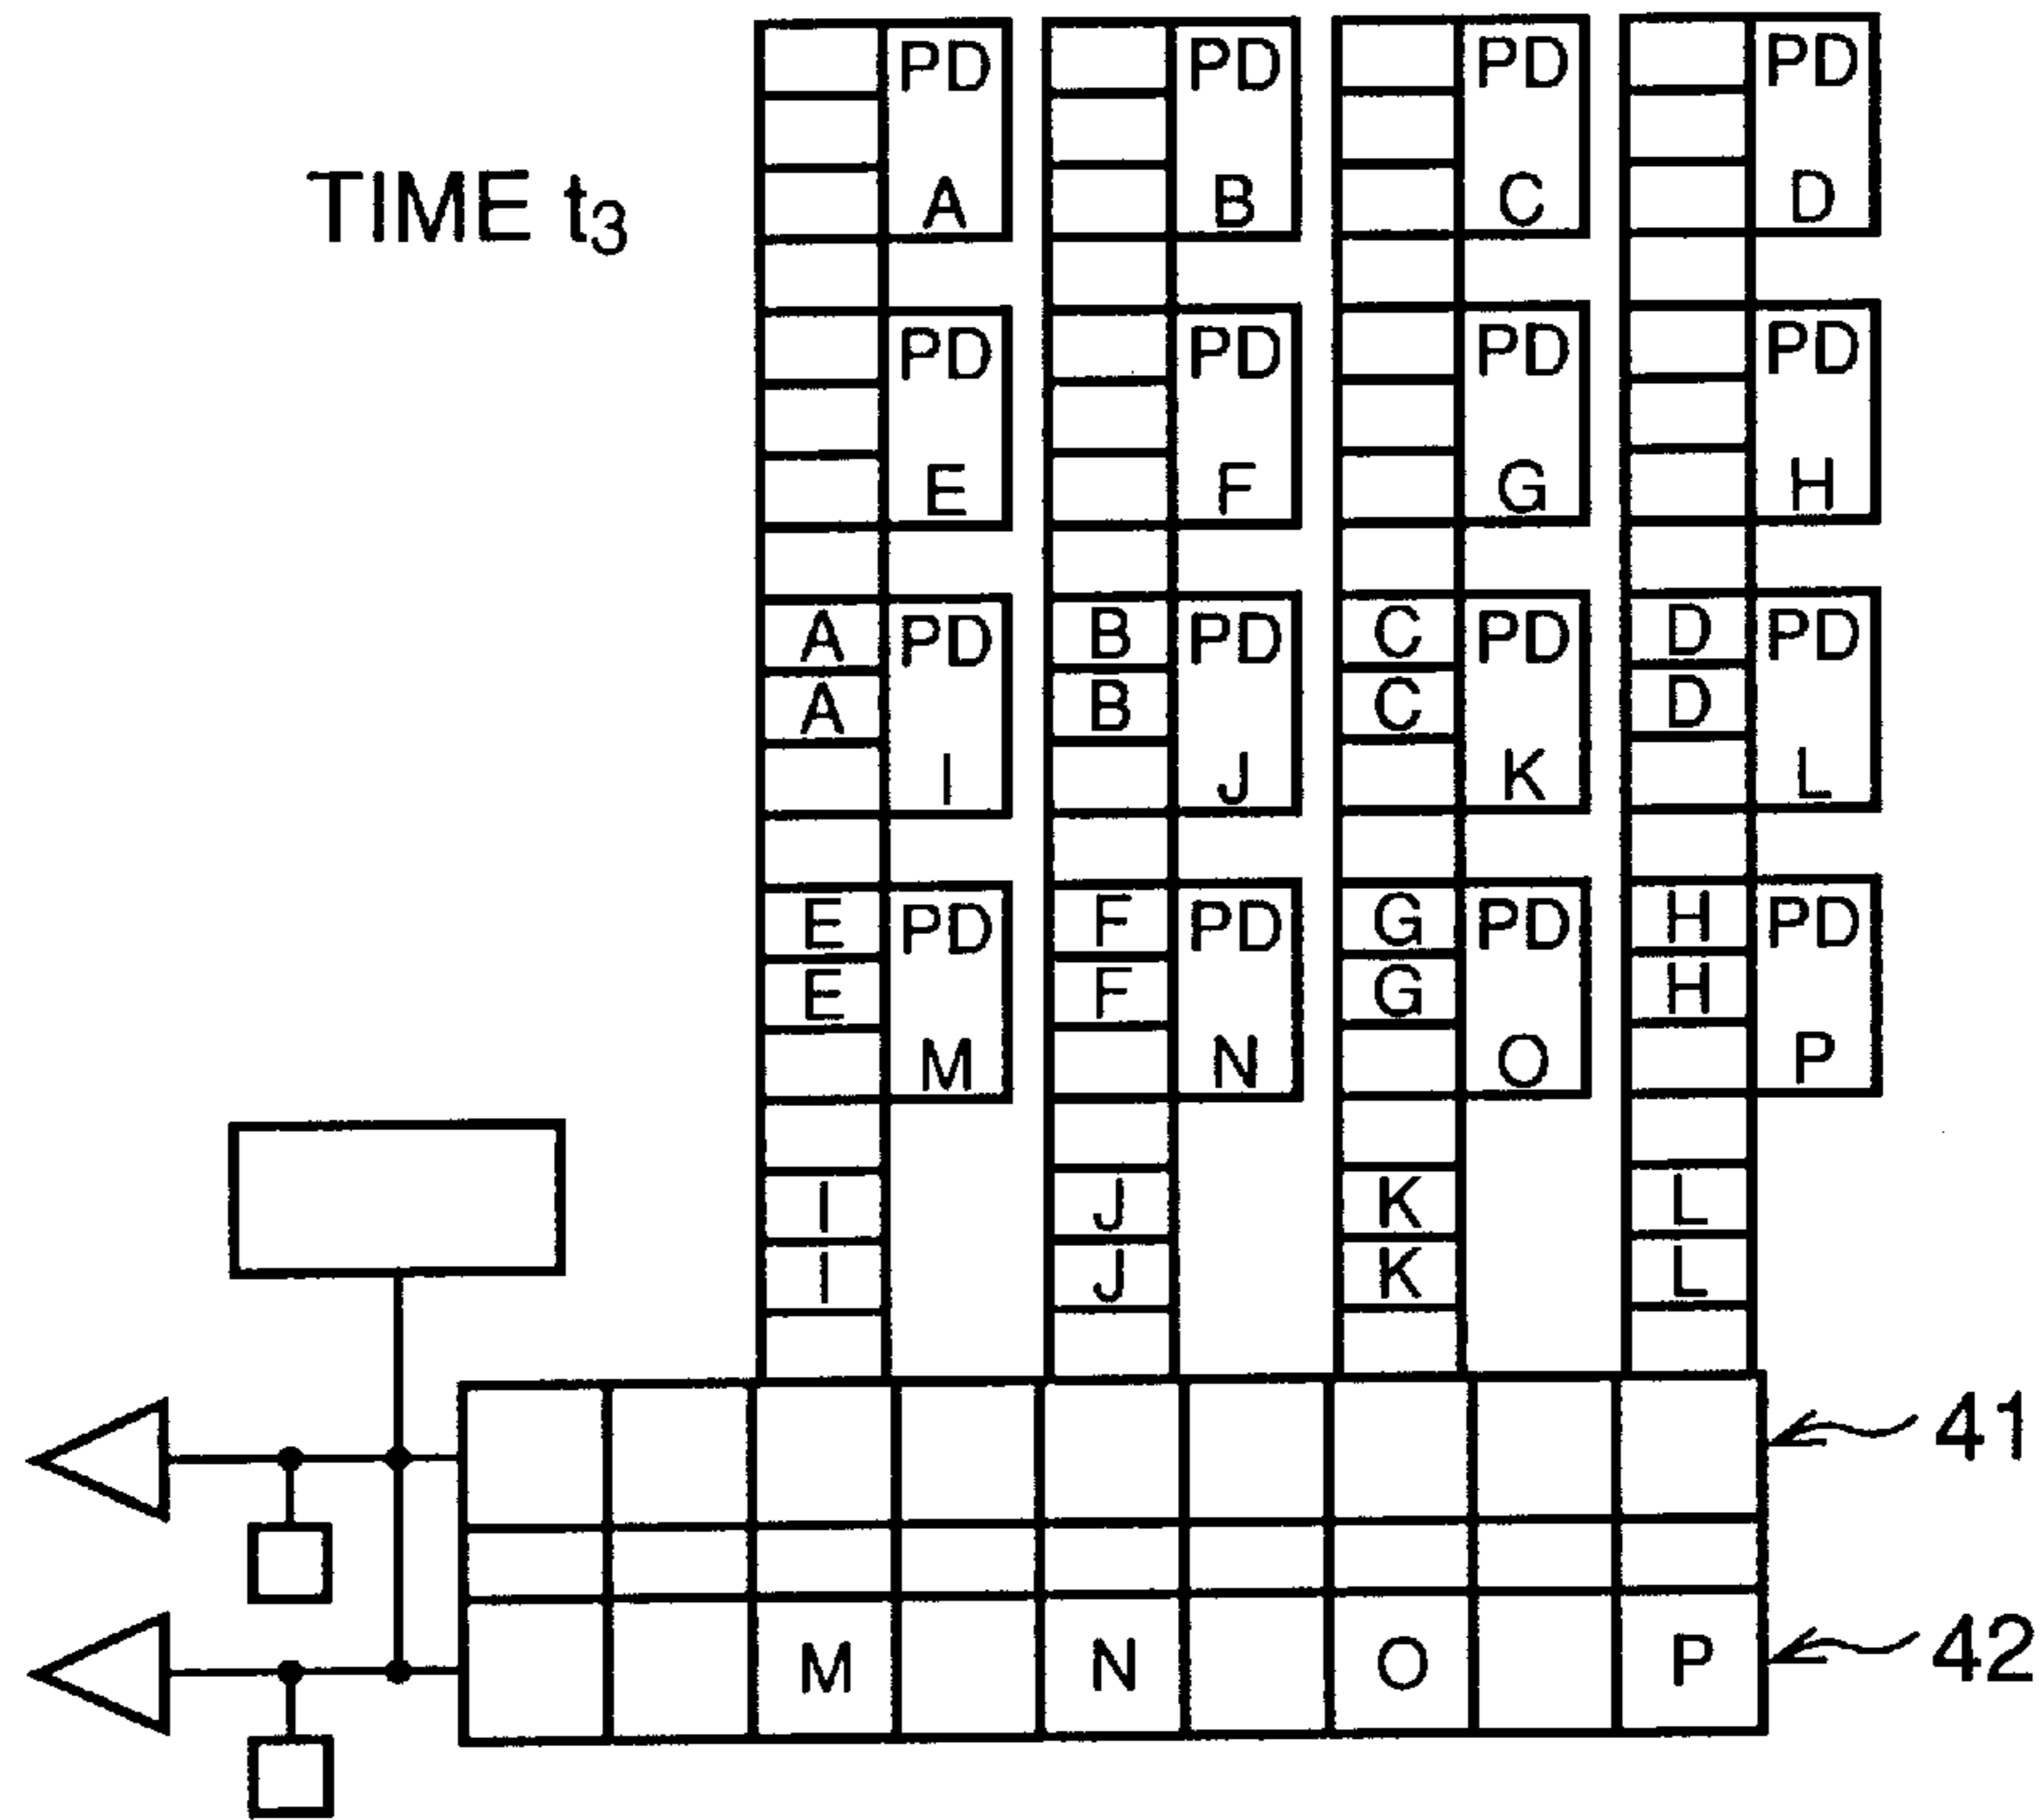 PD PD PD PD
TIME t₃
A B C D
PD PD PD PD
E F G H
A PD B PD C PD D PD
A B C D
I J K L
E PD F PD G PD H PD
E F G H
M N O P
I J K L
I J K L
41
M N O P 42